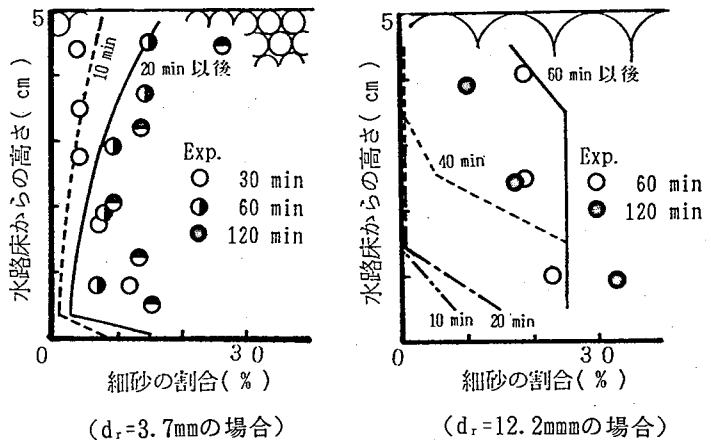 5
10 min
20 min 以後
Exp.
30 min
60 min
120 min
水路床からの高さ(cm)
0
30
細砂の割合(%)
(dr=3.7mmの場合)
5
60 min 以後
40 min
Exp.
60 min
120 min
10 min
20 min
水路床からの高さ(cm)
0
30
細砂の割合(%)
(dr=12.2mmmの場合)